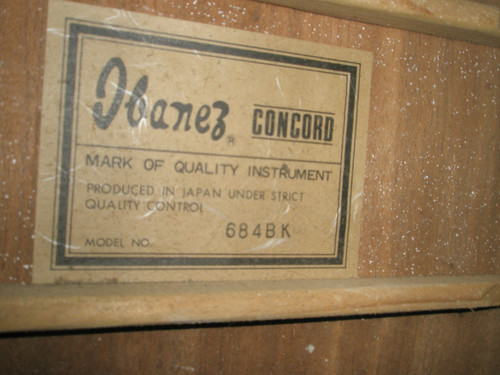 Ibanez® CONCORD
MARK OF QUALITY INSTRUMENT
PRODUCED IN JAPAN UNDER STRICT
QUALITY CONTROL
MODEL NO. 684BK